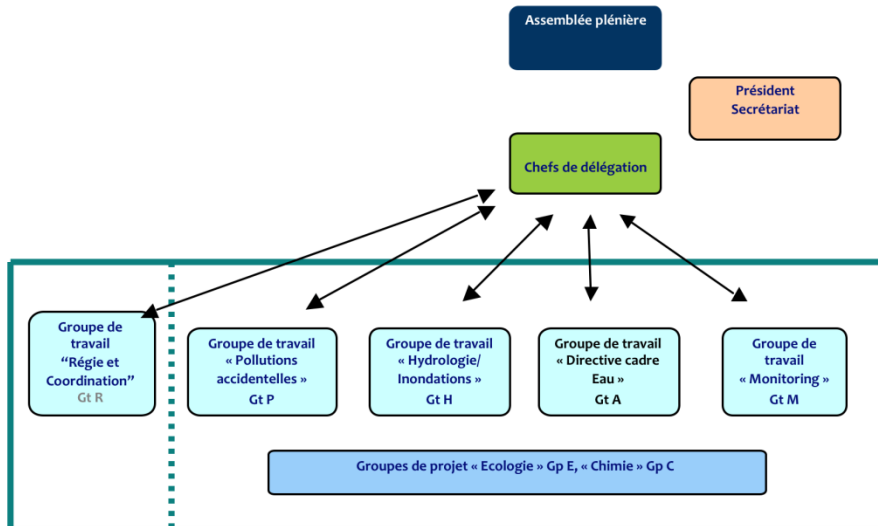 Assemblée plénière
Président
Secrétariat
Chefs de délégation
Groupe de
travail
“Régie et
Coordination”
Gt R
Groupe de travail
« Pollutions
accidentelles »
Gt P
Groupe de travail
« Hydrologie/
Inondations »
Gt H
Groupe de travail
« Directive cadre
Eau »
Gt A
Groupe de
travail
« Monitoring »
Gt M
Groupes de projet « Ecologie » Gp E, « Chimie » Gp C